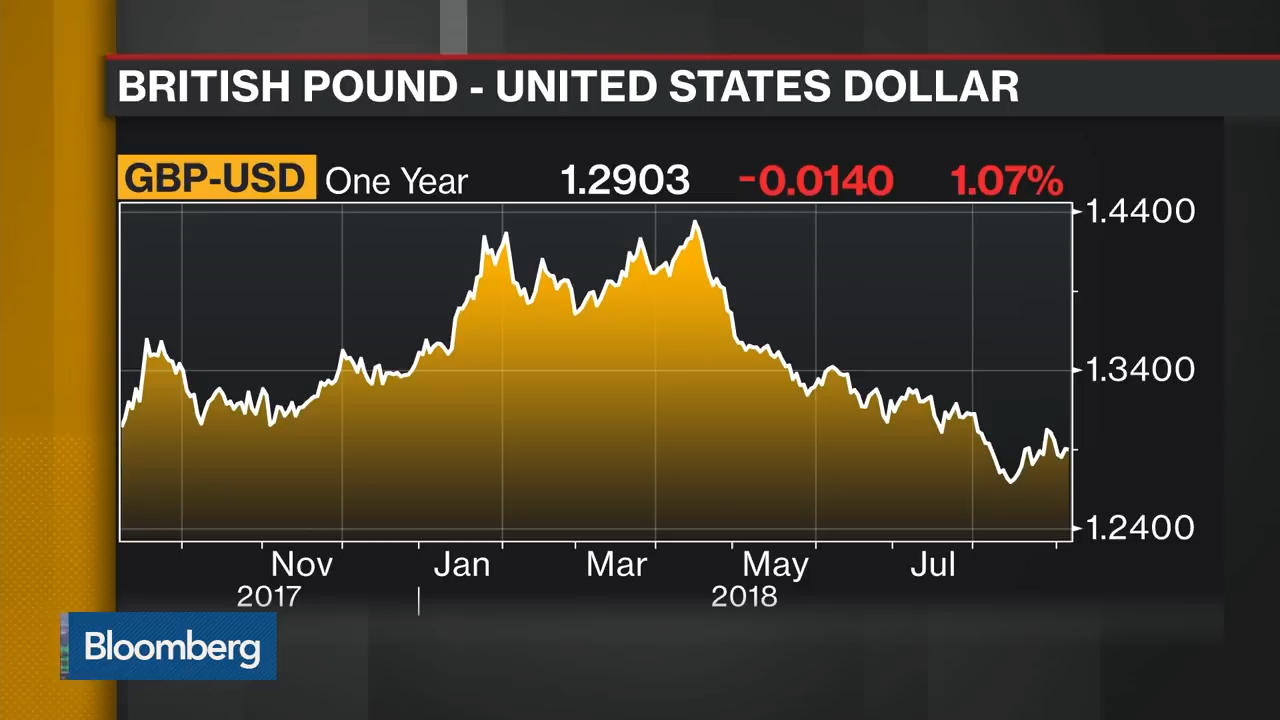 BRITISH POUND - UNITED STATES DOLLAR
GBP-USD One Year 1.2903 -0.0140 1.07%
1.4400
1.3400
1.2400
Nov Jan Mar May Jul
2017 2018
Bloomberg